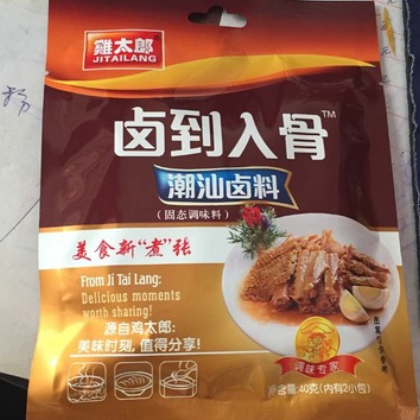 雞太郎
JITAILANG
卤到入骨™
潮汕卤料
（固态调味料）
美食新“煮”张
From Ji Tai Lang:
Delicious moments
worth sharing!
源自鸡太郎:
美味时刻, 值得分享!
调味专家
净含量:40克(内有2小包)